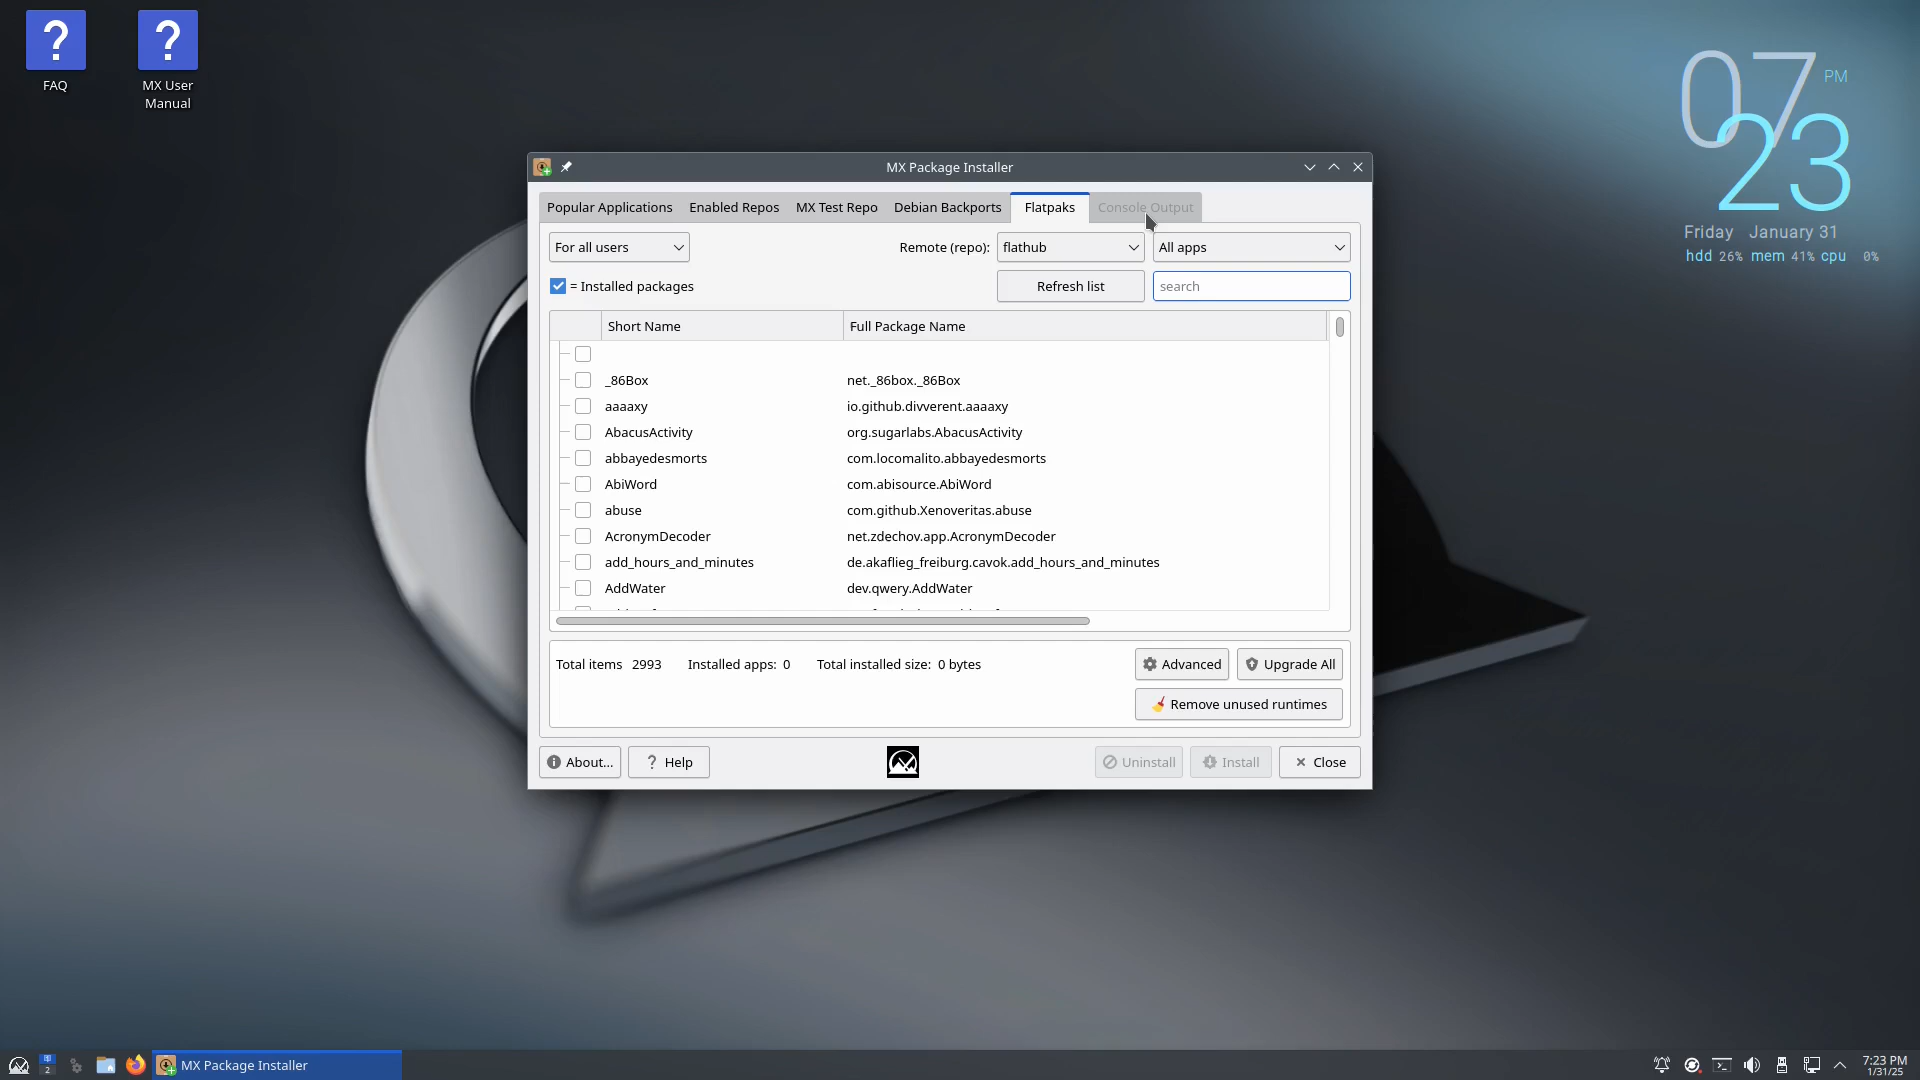 FAQ
MX User
Manual
07 PM
23
Friday January 31
hdd 26% mem 41% cpu 0%
MX Package Installer
Popular Applications Enabled Repos MX Test Repo Debian Backports Flatpaks Console Output
For all users Remote (repo): flathub All apps
= Installed packages Refresh list search
Short Name Full Package Name
_86Box net._86box._86Box
aaaaxy io.github.divverent.aaaaxy
AbacusActivity org.sugarlabs.AbacusActivity
abbayedesmorts com.locomalito.abbayedesmorts
AbiWord com.abisource.AbiWord
abuse com.github.Xenoveritas.abuse
AcronymDecoder net.zdechov.app.AcronymDecoder
add_hours_and_minutes de.akaflieg_freiburg.cavok.add_hours_and_minutes
AddWater dev.qwery.AddWater
Total items 2993 Installed apps: 0 Total installed size: 0 bytes Advanced Upgrade All
Remove unused runtimes
About... ? Help Uninstall Install Close
2 MX Package Installer 7:23 PM
1/31/25